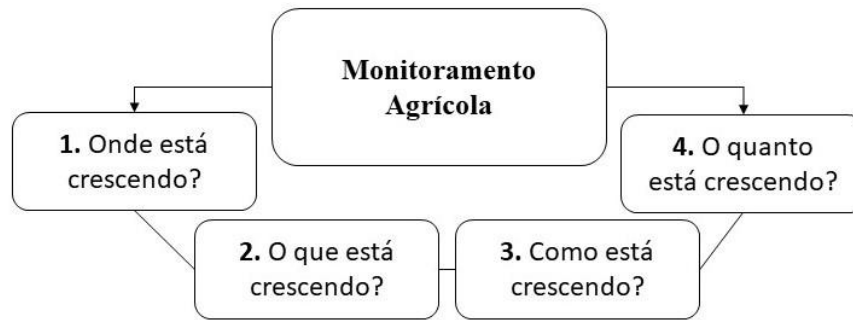 Monitoramento
Agrícola
1. Onde está
crescendo?
2. O que está
crescendo?
3. Como está
crescendo?
4. O quanto
está crescendo?